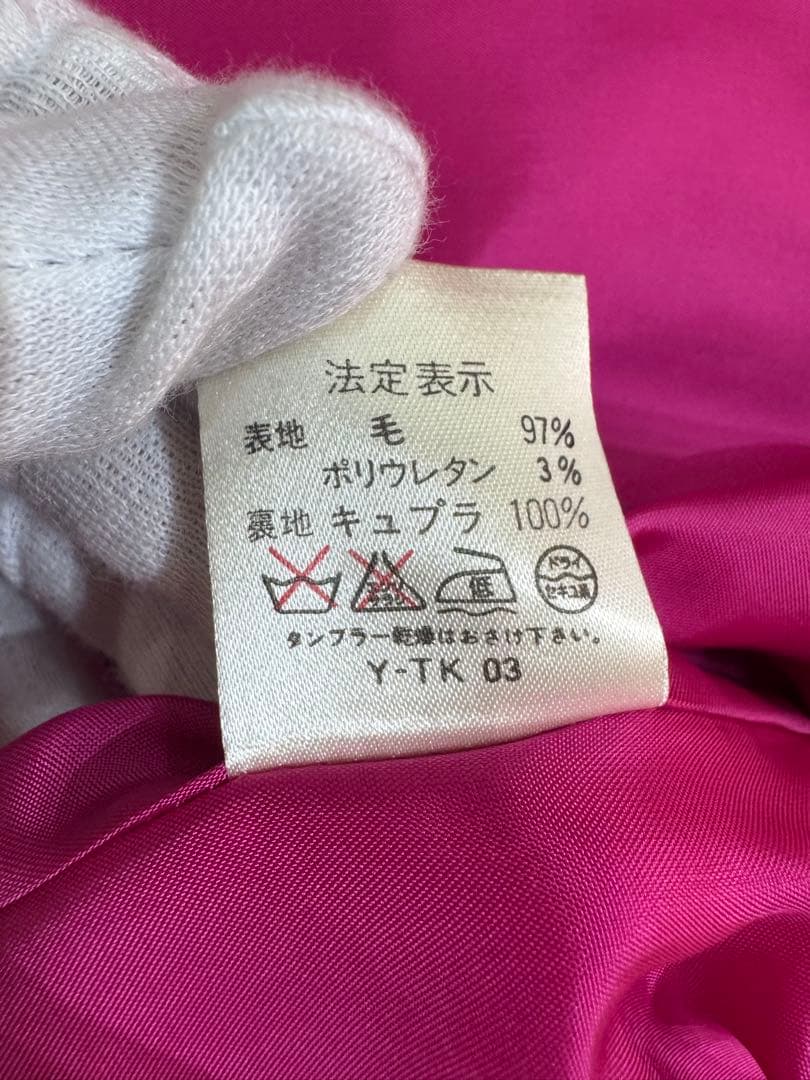 法定表示
表地 毛 97%
ポリウレタン 3%
裏地 キュプラ 100%
低 ドライ セキユ系
タンブラー乾燥はおさけ下さい。
Y-TK 03